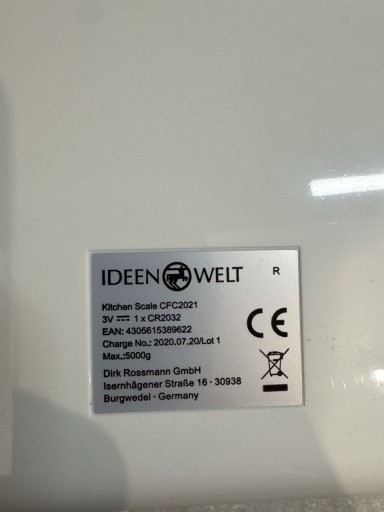 IDEEN WELT R
Kitchen Scale CFC2021
3V 1 x CR2032
EAN: 4305615389622
Charge No.: 2020.07.20/Lot 1
Max.:5000g
CE
Dirk Rossmann GmbH
Isernhägener Straße 16 · 30938
Burgwedel · Germany